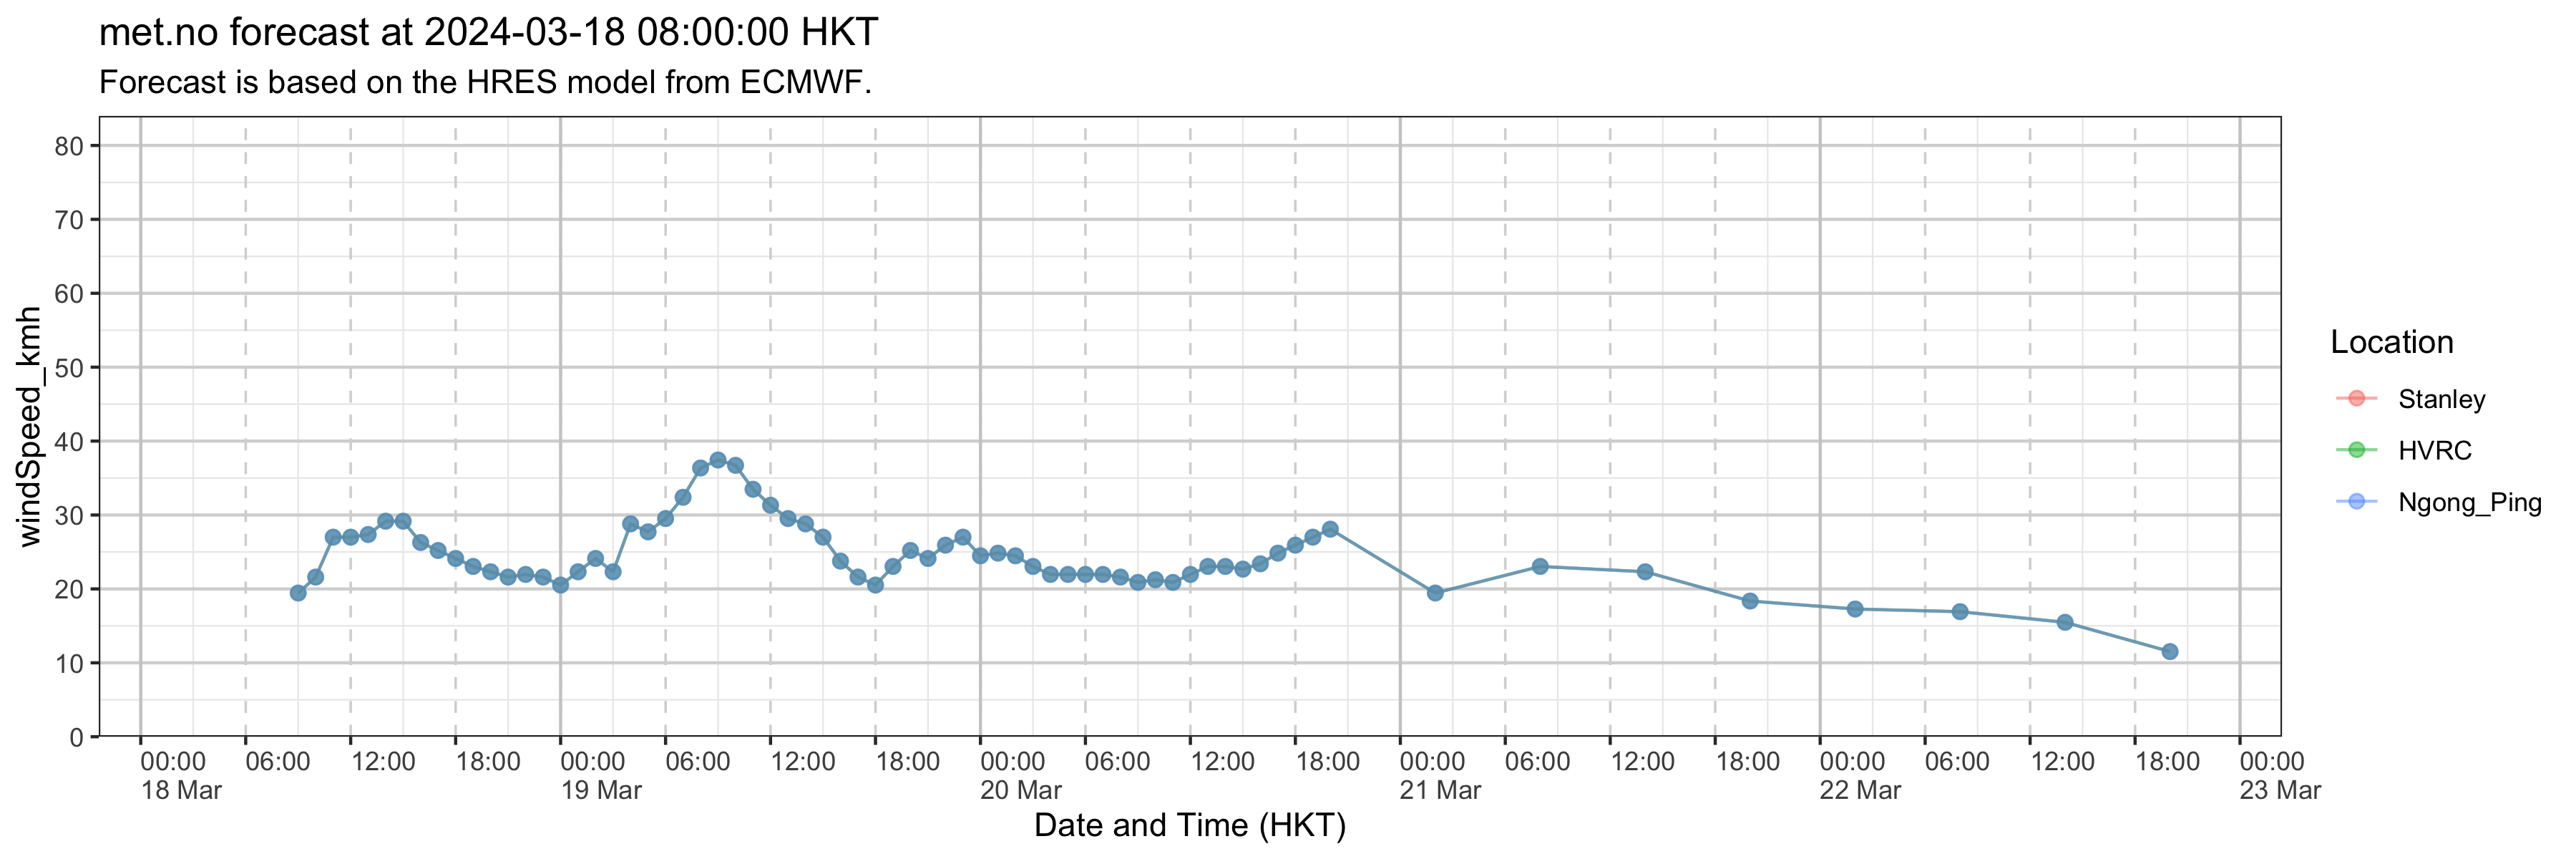 met.no forecast at 2024-03-18 08:00:00 HKT
Forecast is based on the HRES model from ECMWF.
windSpeed_kmh
80
70
60
50
40
30
20
10
0
00:00 06:00 12:00 18:00 00:00 06:00 12:00 18:00 00:00 06:00 12:00 18:00 00:00 06:00 12:00 18:00 00:00 06:00 12:00 18:00 00:00
18 Mar 19 Mar 20 Mar 21 Mar 22 Mar 23 Mar
Date and Time (HKT)
Location
Stanley
HVRC
Ngong_Ping